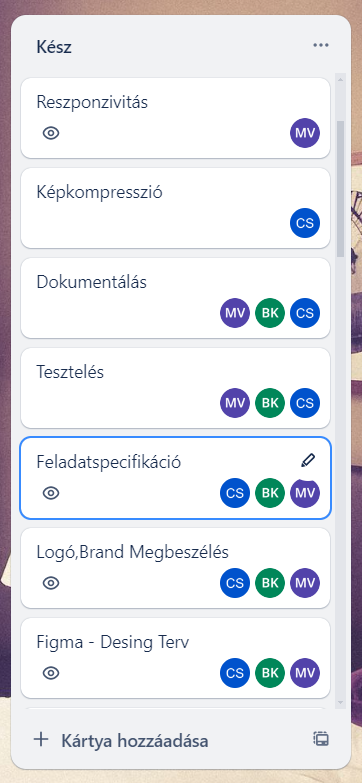 Kész
Reszponzivitás
MV
Képkompresszió
CS
Dokumentálás
MV BK CS
Tesztelés
MV BK CS
Feladatspecifikáció
CS BK MV
Logó,Brand Megbeszélés
CS BK MV
Figma - Desing Terv
CS BK MV
Kártya hozzáadása